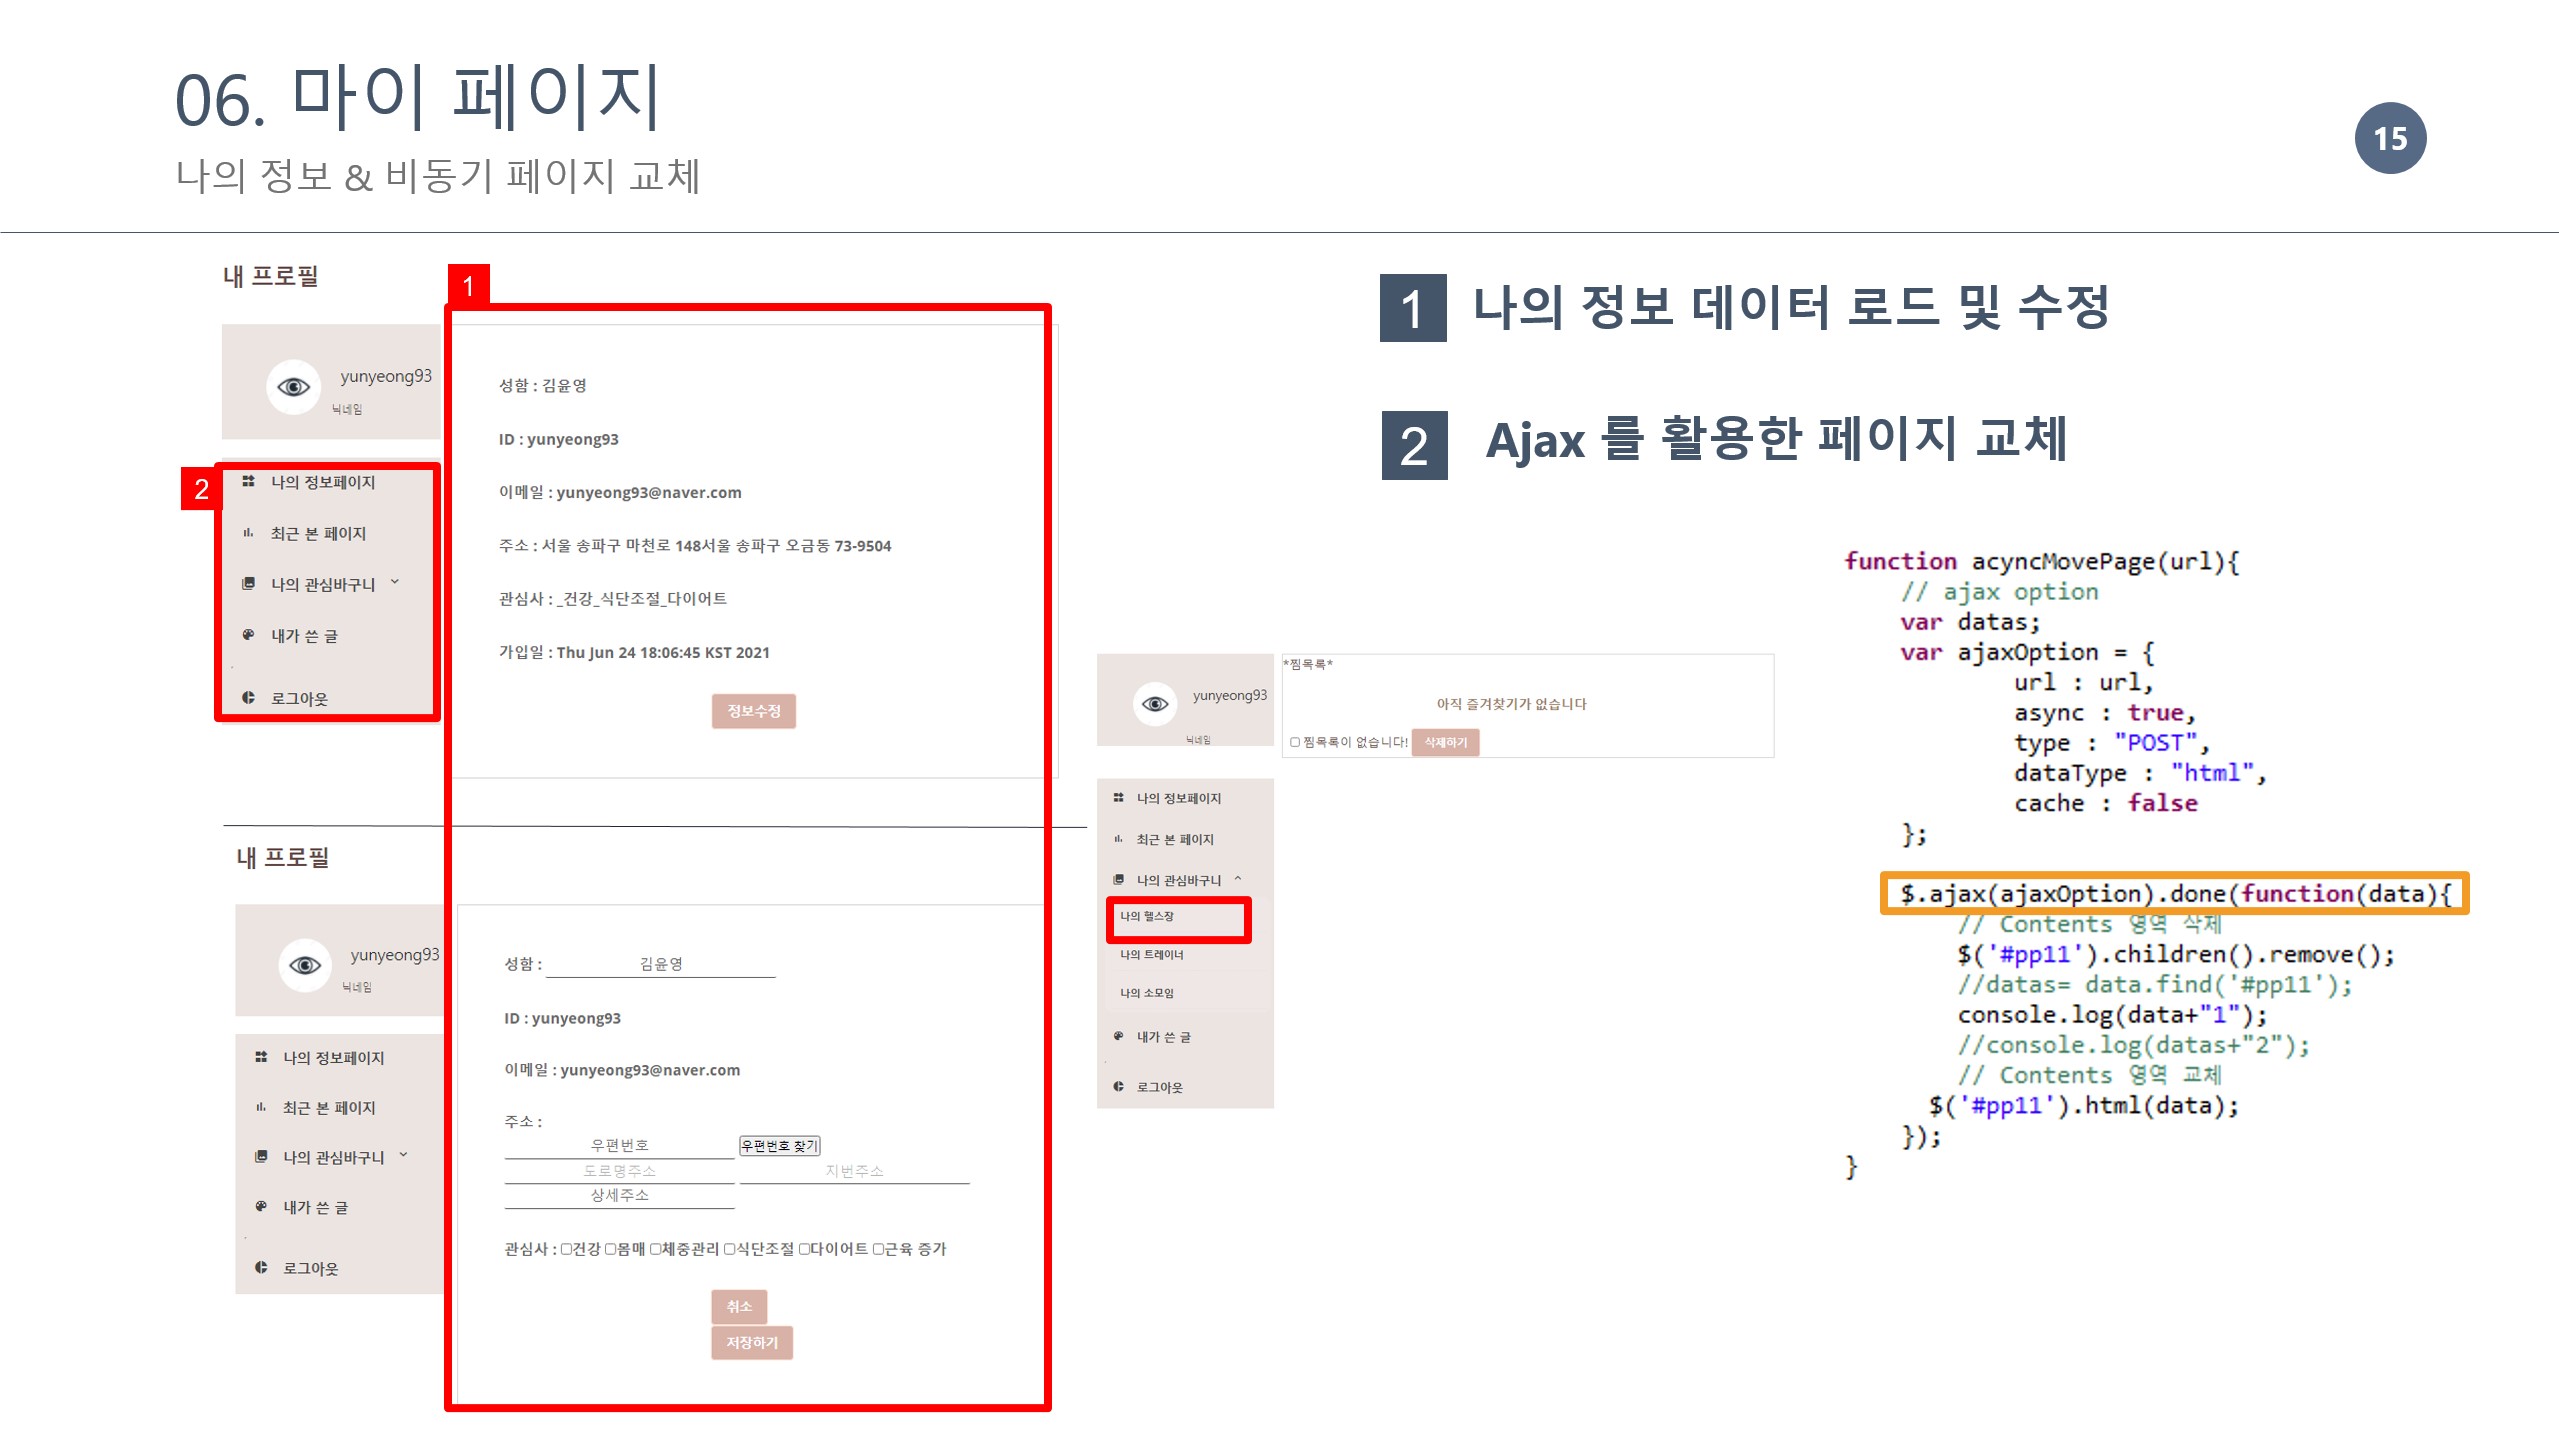 06. 마이 페이지
나의 정보 & 비동기 페이지 교체
15
내 프로필
1
yunyeong93
닉네임
2
나의 정보페이지
최근 본 페이지
나의 관심바구니
내가 쓴 글
로그아웃
성함 : 김윤영
ID : yunyeong93
이메일 : yunyeong93@naver.com
주소 : 서울 송파구 마천로 148서울 송파구 오금동 73-9504
관심사 : _건강_식단조절_다이어트
가입일 : Thu Jun 24 18:06:45 KST 2021
정보수정
내 프로필
yunyeong93
닉네임
나의 정보페이지
최근 본 페이지
나의 관심바구니
내가 쓴 글
로그아웃
성함 : 김윤영
ID : yunyeong93
이메일 : yunyeong93@naver.com
주소 :
우편번호 우편번호 찾기
도로명주소 지번주소
상세주소
관심사 : 건강 몸매 체중관리 식단조절 다이어트 근육 증가
취소
저장하기
yunyeong93
닉네임
*찜목록*
아직 즐겨찾기가 없습니다
찜목록이 없습니다! 삭제하기
나의 정보페이지
최근 본 페이지
나의 관심바구니
나의 헬스장
나의 트레이너
나의 소모임
내가 쓴 글
로그아웃
1 나의 정보 데이터 로드 및 수정
2 Ajax 를 활용한 페이지 교체
function acyncMovePage(url){
// ajax option
var datas;
var ajaxOption = {
url : url,
async : true,
type : "POST",
dataType : "html",
cache : false
};
$.ajax(ajaxOption).done(function(data){
// Contents 영역 삭제
$('#pp11').children().remove();
//datas= data.find('#pp11');
console.log(data+"1");
//console.log(datas+"2");
// Contents 영역 교체
$('#pp11').html(data);
});
}